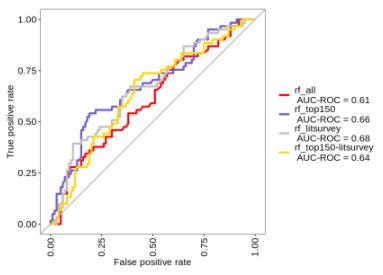 1.00
0.75
0.50
0.25
0.00
True positive rate
0.00
0.25
0.50
0.75
1.00
False positive rate
rf_all
AUC-ROC = 0.61
rf_top150
AUC-ROC = 0.66
rf_litsurvey
AUC-ROC = 0.68
rf_top150-litsurvey
AUC-ROC = 0.64